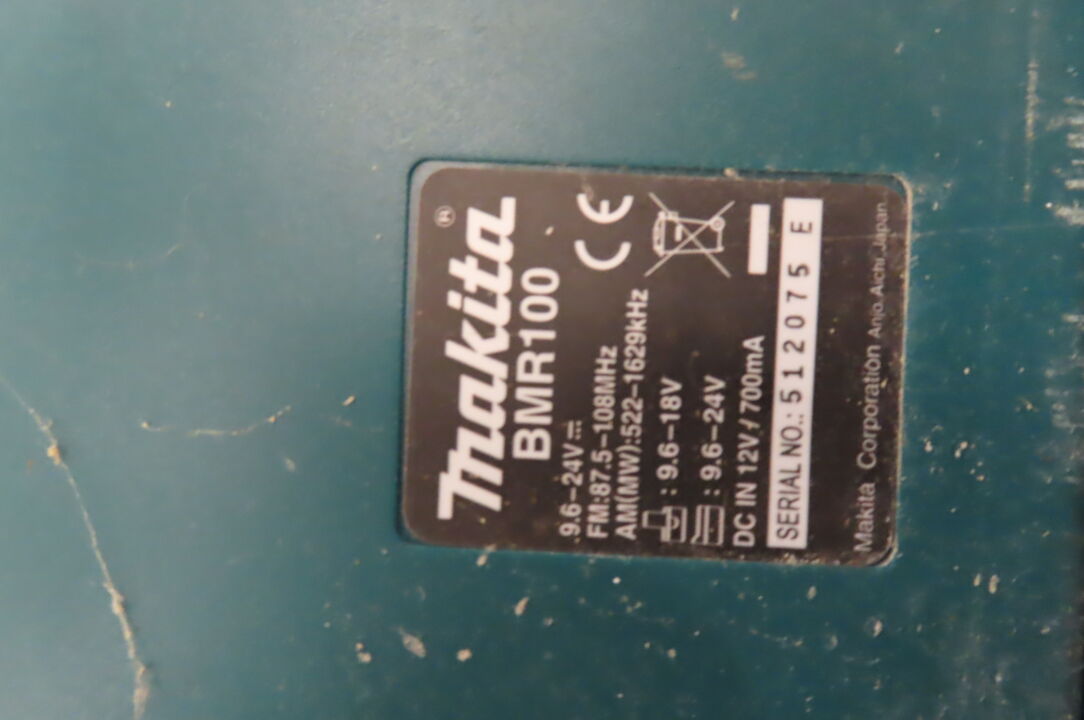 makita®
BMR100
9.6–24V⎓
FM:87.5–108MHz
AM(MW):522–1629kHz
: 9.6–18V
: 9.6–24V
CE
DC IN 12V / 700mA
SERIAL NO.: 512075 E
Makita Corporation Anjo. Aichi. Japan.